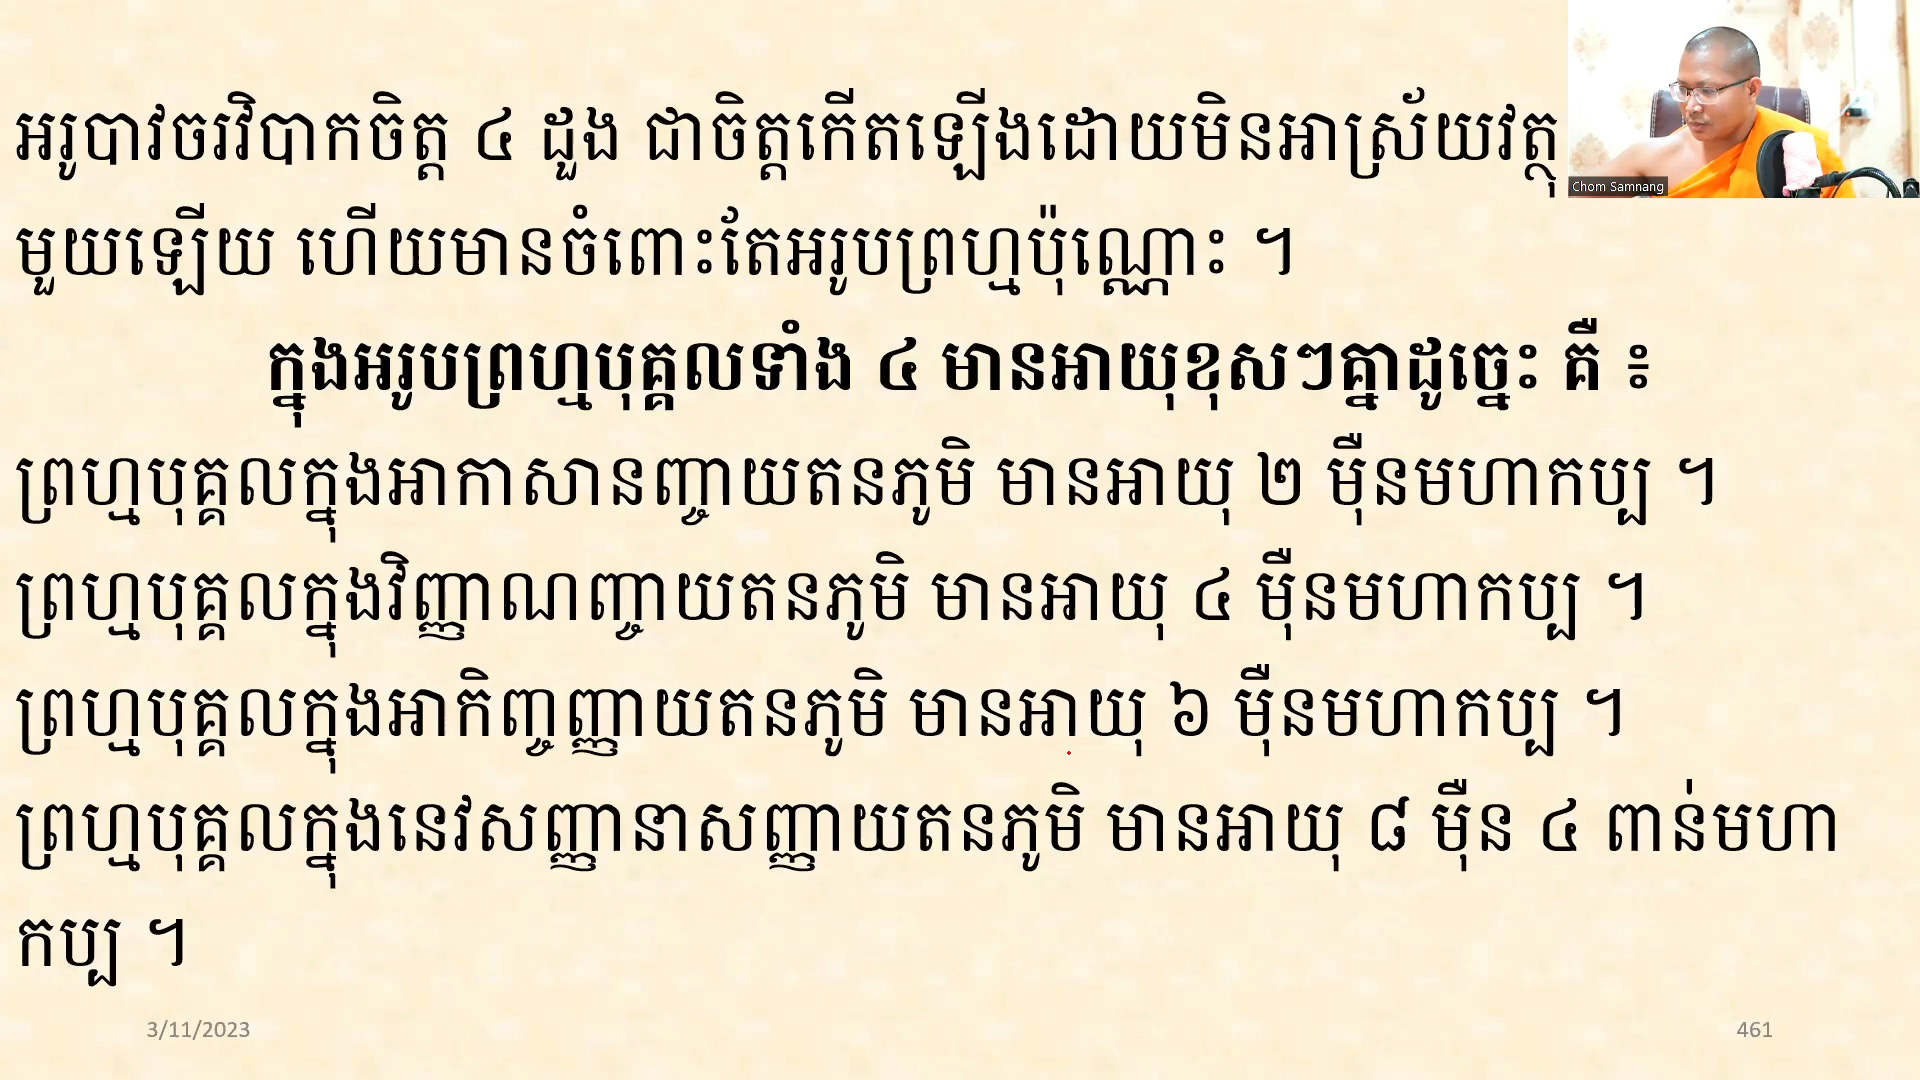 អរូបាវចរវិបាកចិត្ត ៤ ដួង ជាចិត្តកើតឡើងដោយមិនអាស្រ័យវត្ថុ
Chom Samnang
មួយឡើយ ហើយមានចំពោះតែអរូបព្រហ្មប៉ុណ្ណោះ ។
ក្នុងអរូបព្រហ្មបុគ្គលទាំង ៤ មានអាយុខុសៗគ្នាដូច្នេះ គឺ ៖
ព្រហ្មបុគ្គលក្នុងអាកាសានញ្ចាយតនភូមិ មានអាយុ ២ ម៉ឺនមហាកប្ប ។
ព្រហ្មបុគ្គលក្នុងវិញ្ញាណញ្ចាយតនភូមិ មានអាយុ ៤ ម៉ឺនមហាកប្ប ។
ព្រហ្មបុគ្គលក្នុងអាកិញ្ចញ្ញាយតនភូមិ មានអាយុ ៦ ម៉ឺនមហាកប្ប ។
ព្រហ្មបុគ្គលក្នុងនេវសញ្ញានាសញ្ញាយតនភូមិ មានអាយុ ៨ ម៉ឺន ៤ ពាន់មហា
កប្ប ។
3/11/2023
461